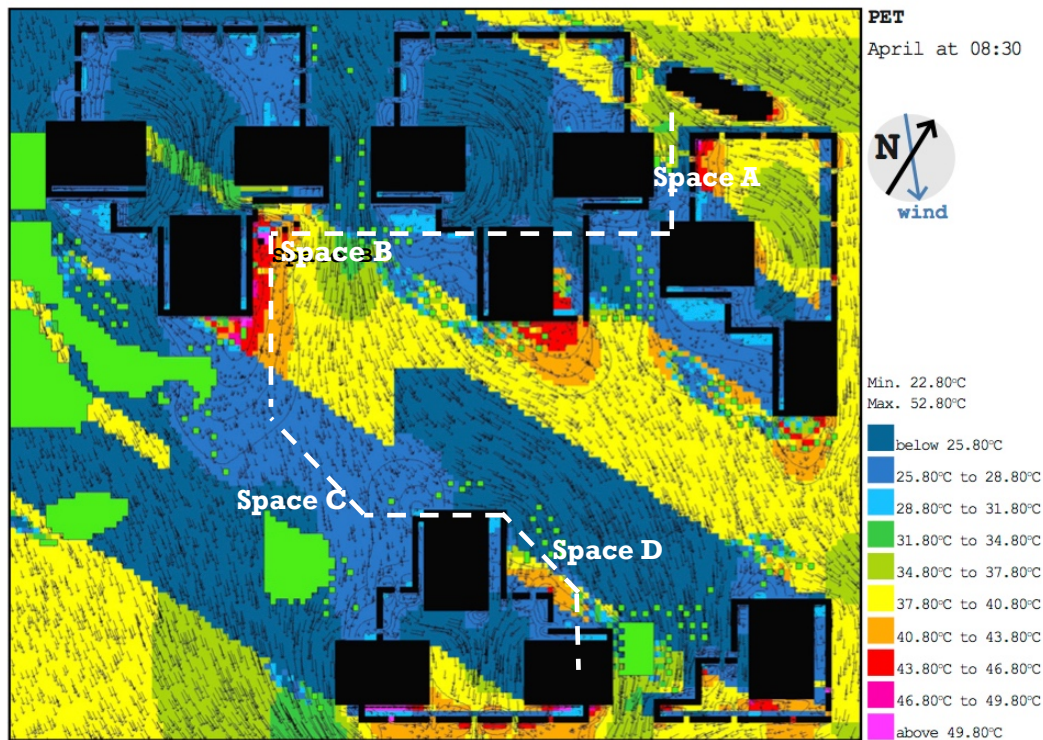 PET
April at 08:30
N
wind
Space A
Space B
Space C
Space D
Min. 22.80°C
Max. 52.80°C
below 25.80°C
25.80°C to 28.80°C
28.80°C to 31.80°C
31.80°C to 34.80°C
34.80°C to 37.80°C
37.80°C to 40.80°C
40.80°C to 43.80°C
43.80°C to 46.80°C
46.80°C to 49.80°C
above 49.80°C